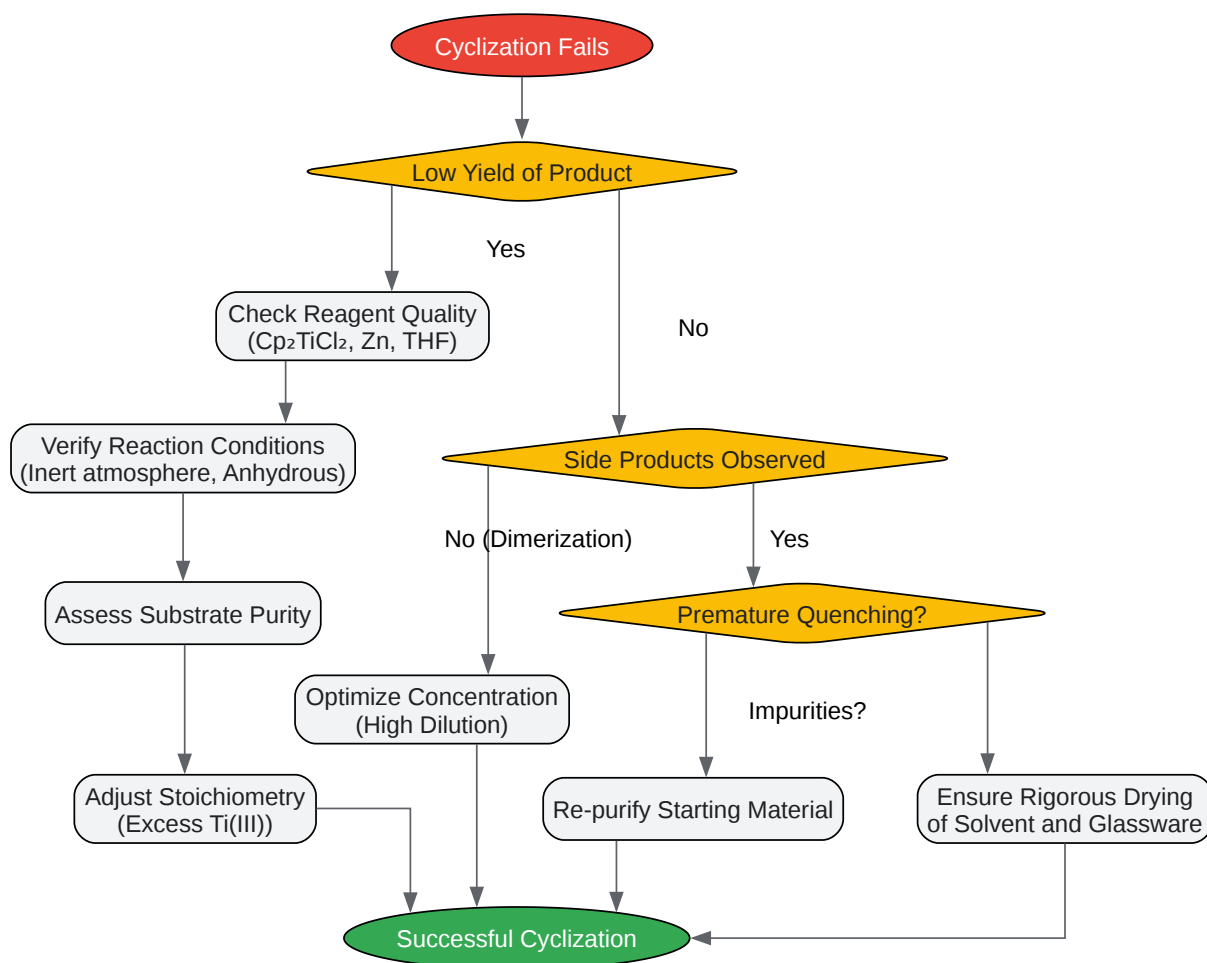 Cyclization Fails
Low Yield of Product
Yes
Check Reagent Quality
(Cp₂TiCl₂, Zn, THF)
No
Verify Reaction Conditions
(Inert atmosphere, Anhydrous)
Side Products Observed
No (Dimerization)
Yes
Assess Substrate Purity
Premature Quenching?
Optimize Concentration
(High Dilution)
Impurities?
Adjust Stoichiometry
(Excess Ti(III))
Re-purify Starting Material
Ensure Rigorous Drying
of Solvent and Glassware
Successful Cyclization